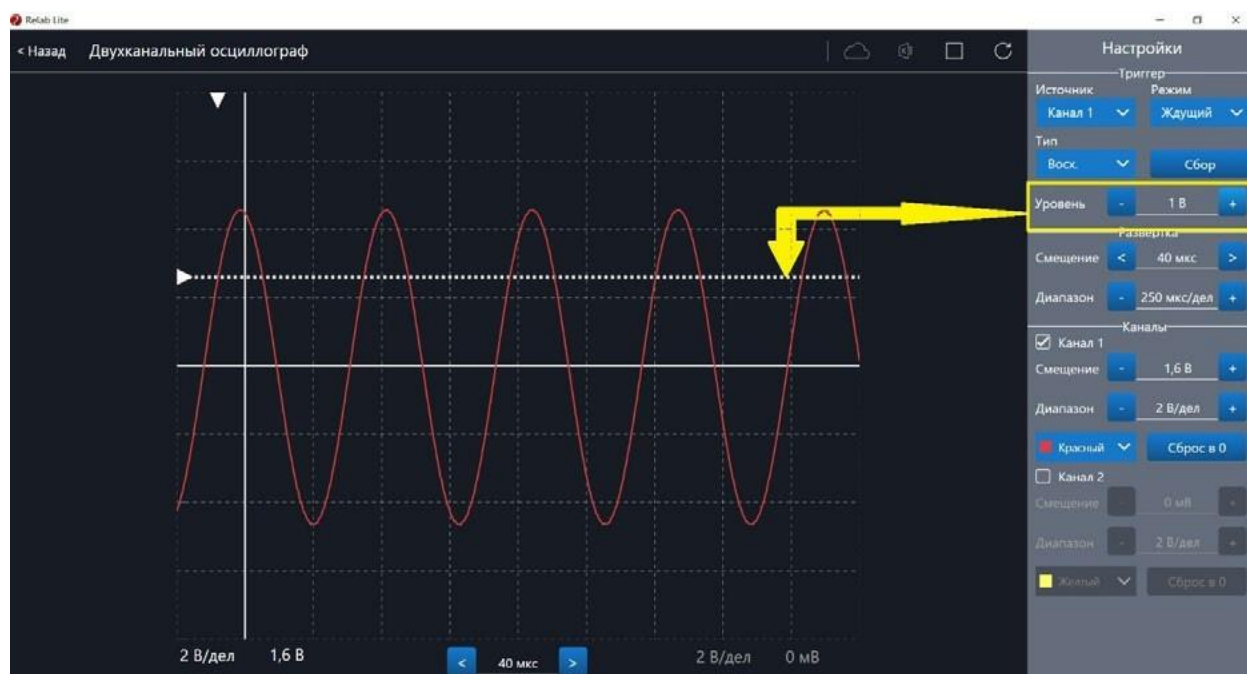 Relab Lite
< Назад Двухканальный осциллограф
Настройки
Триггер
Источник Режим
Канал 1 Ждущий
Тип
Восх. Сбор
Уровень - 1 В +
Развертка
Смещение < 40 мкс >
Диапазон - 250 мкс/дел +
Каналы
Канал 1
Смещение - 1,6 В +
Диапазон - 2 В/дел +
Красный Сброс в 0
Канал 2
Смещение - 0 мВ +
Диапазон - 2 В/дел +
Желтый Сброс в 0
2 В/дел 1,6 В < 40 мкс > 2 В/дел 0 мВ